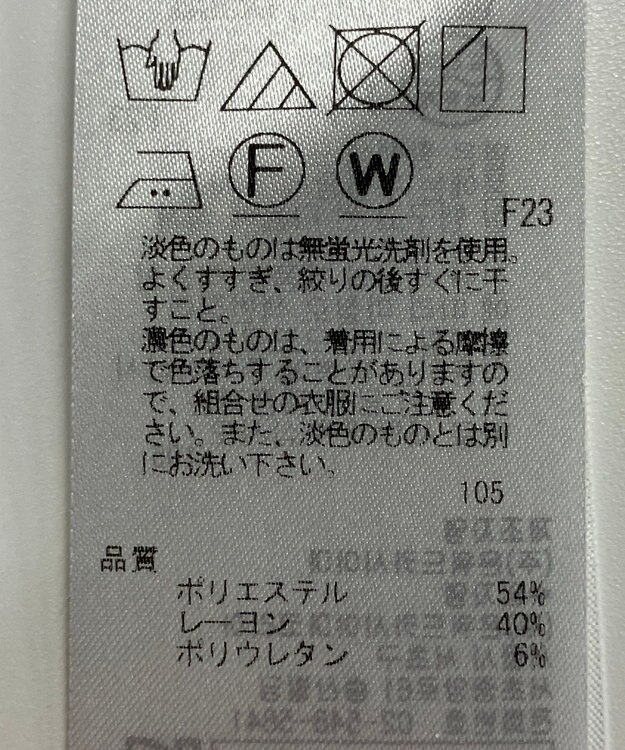 F
W
F23
淡色のものは無蛍光洗剤を使用。
よくすすぎ、絞りの後すぐに干
すこと。
濃色のものは、着用による摩擦
で色落ちすることがありますの
で、組合せの衣服にご注意くだ
さい。また、淡色のものとは別
にお洗い下さい。
105
品質
ポリエステル 54%
レーヨン 40%
ポリウレタン 6%